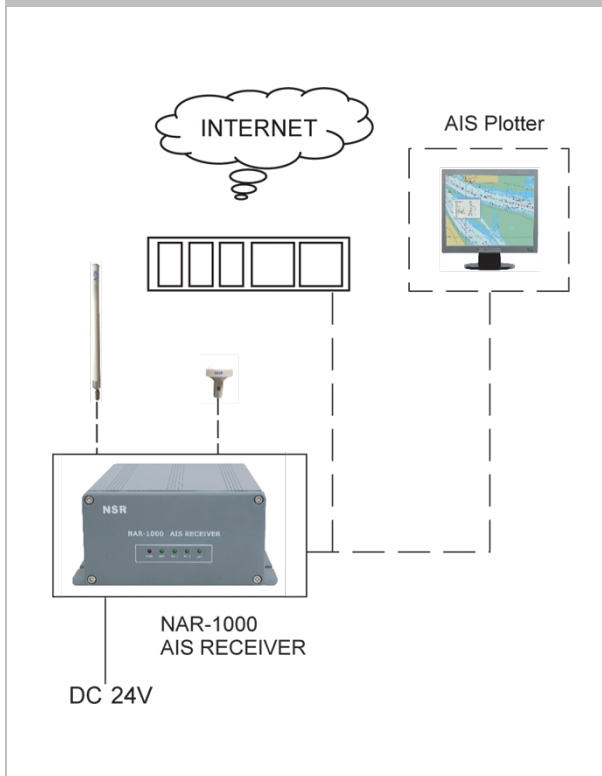 INTERNET
AIS Plotter
NSR
NAR-1000 AIS RECEIVER
NAR-1000
AIS RECEIVER
DC 24V